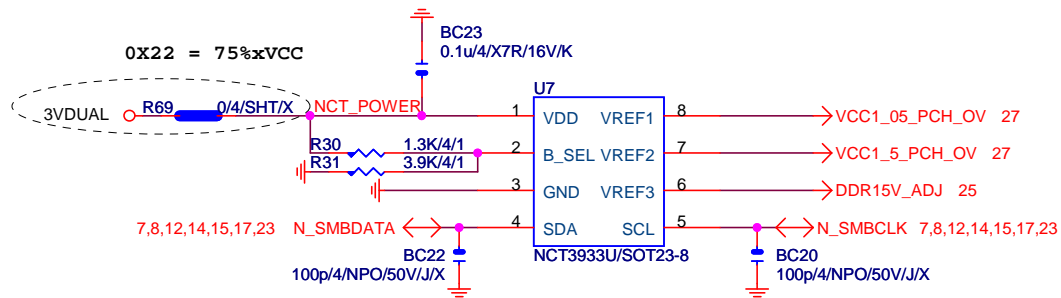 BC23
0.1u/4/X7R/16V/K
0X22 = 75%xVCC
3VDUAL
R69
0/4/SHT/X
NCT_POWER
U7
1
VDD
VREF1
8
VCC1_05_PCH_OV 27
R30
1.3K/4/1
2
B_SEL
VREF2
7
VCC1_5_PCH_OV 27
R31
3.9K/4/1
3
GND
VREF3
6
DDR15V_ADJ 25
7,8,12,14,15,17,23 N_SMBDATA
4
SDA
SCL
5
N_SMBCLK 7,8,12,14,15,17,23
BC22
100p/4/NPO/50V/J/X
NCT3933U/SOT23-8
BC20
100p/4/NPO/50V/J/X